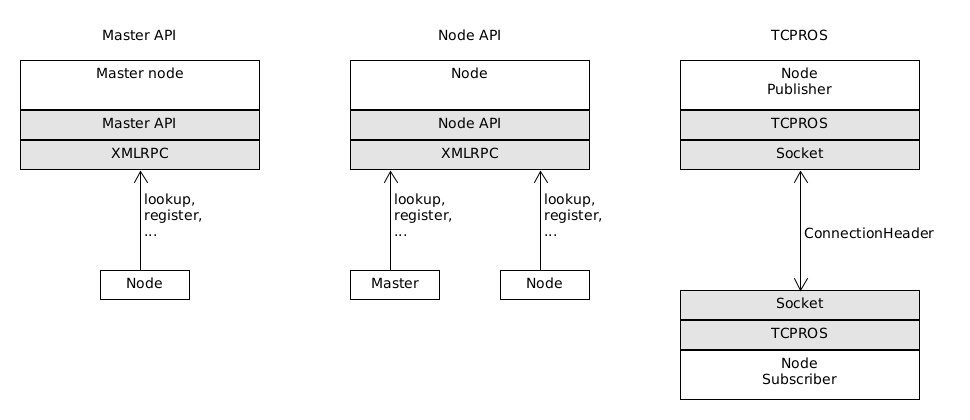 Master API
Master node
Master API
XMLRPC
lookup,
register,
...
Node
Node API
Node
Node API
XMLRPC
lookup,
register,
...
lookup,
register,
...
Master
Node
TCPROS
Node
Publisher
TCPROS
Socket
ConnectionHeader
Socket
TCPROS
Node
Subscriber